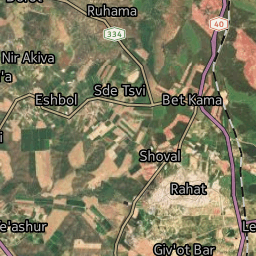 Ruhama
40
334
Nir Akiva
Sde Tsvi
Eshbol
Bet Kama
Shoval
Rahat
Giv'ot Bar